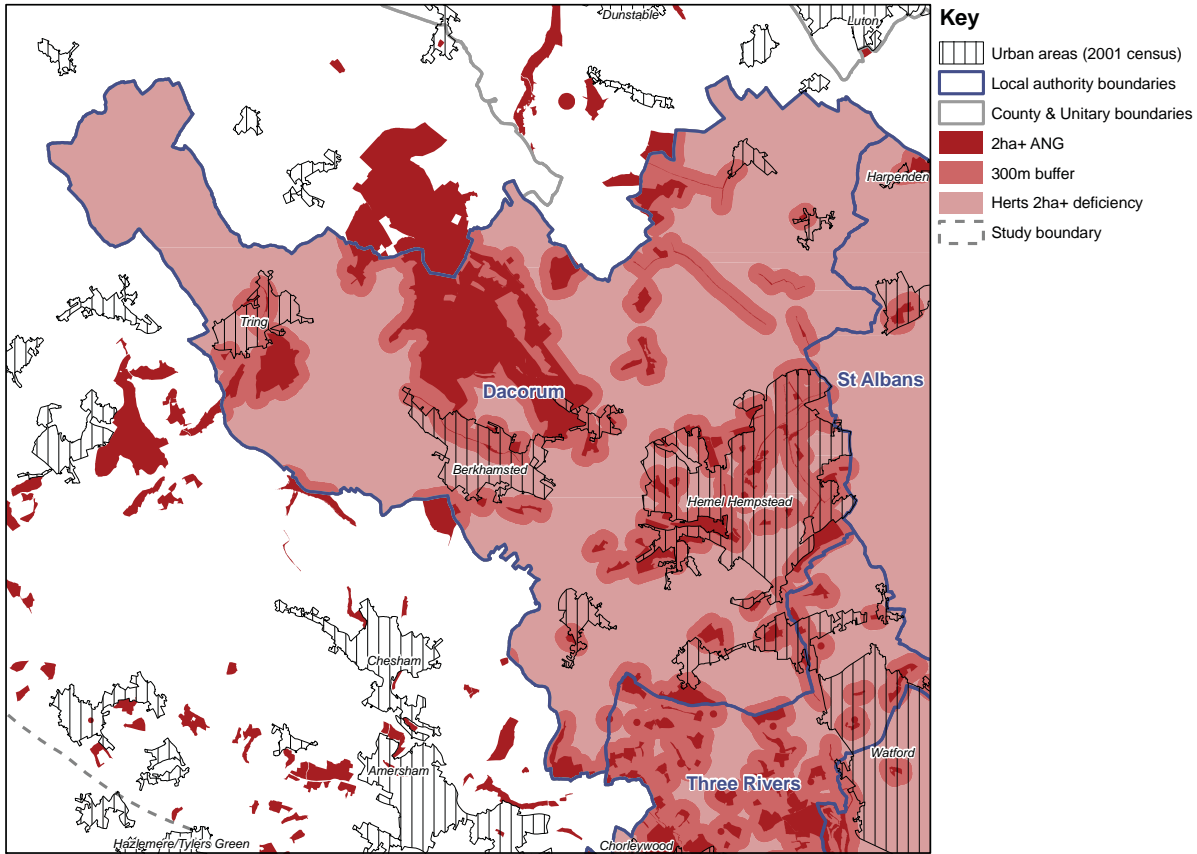 Dunstable
Luton
Harpenden
Tring
Dacorum
St Albans
Berkhamsted
Hemel Hempstead
Chesham
Watford
Amersham
Three Rivers
Hazlemere/Tylers Green
Chorleywood
Key
Urban areas (2001 census)
Local authority boundaries
County & Unitary boundaries
2ha+ ANG
300m buffer
Herts 2ha+ deficiency
Study boundary